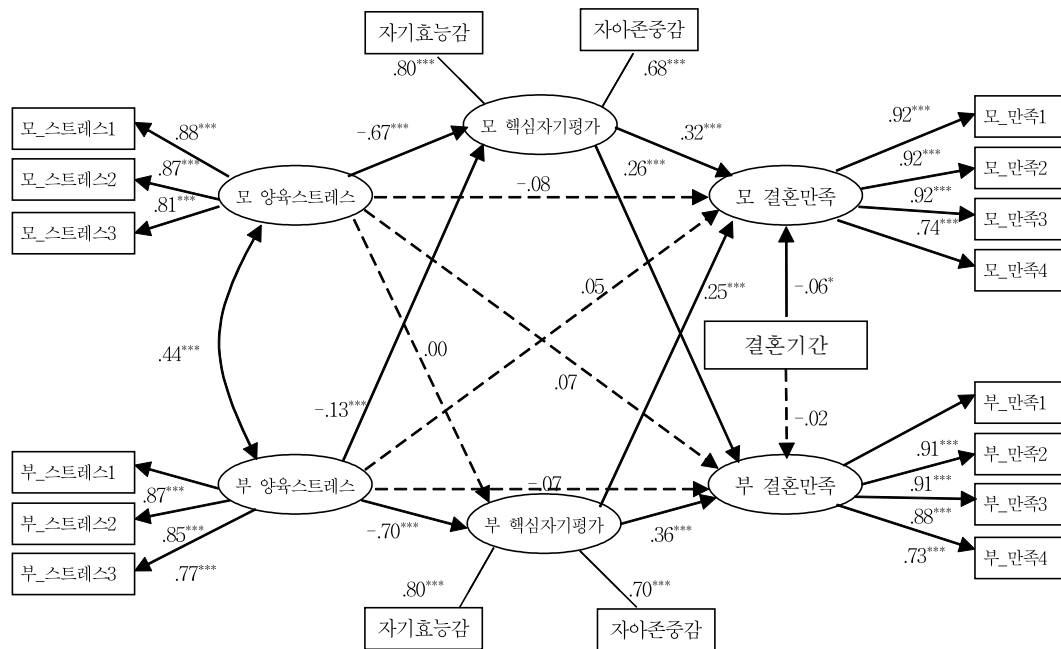 자기효능감
자아존중감
.80***
.68***
모_스트레스1
모_스트레스2
모_스트레스3
.88***
.87***
.81***
-.67***
모 핵심자기평가
.32***
.26***
모_만족1
모_만족2
모_만족3
모_만족4
.92***
.92***
.92***
.74***
모 양육스트레스
-.08
모 결혼만족
.05
.25***
-.06*
결혼기간
.44***
.00
.07
-.13***
-.02
부_스트레스1
부_스트레스2
부_스트레스3
.87***
.85***
.77***
부 양육스트레스
-.07
부 결혼만족
부_만족1
부_만족2
부_만족3
부_만족4
.91***
.91***
.88***
.73***
-.70***
부 핵심자기평가
.36***
.80***
.70***
자기효능감
자아존중감